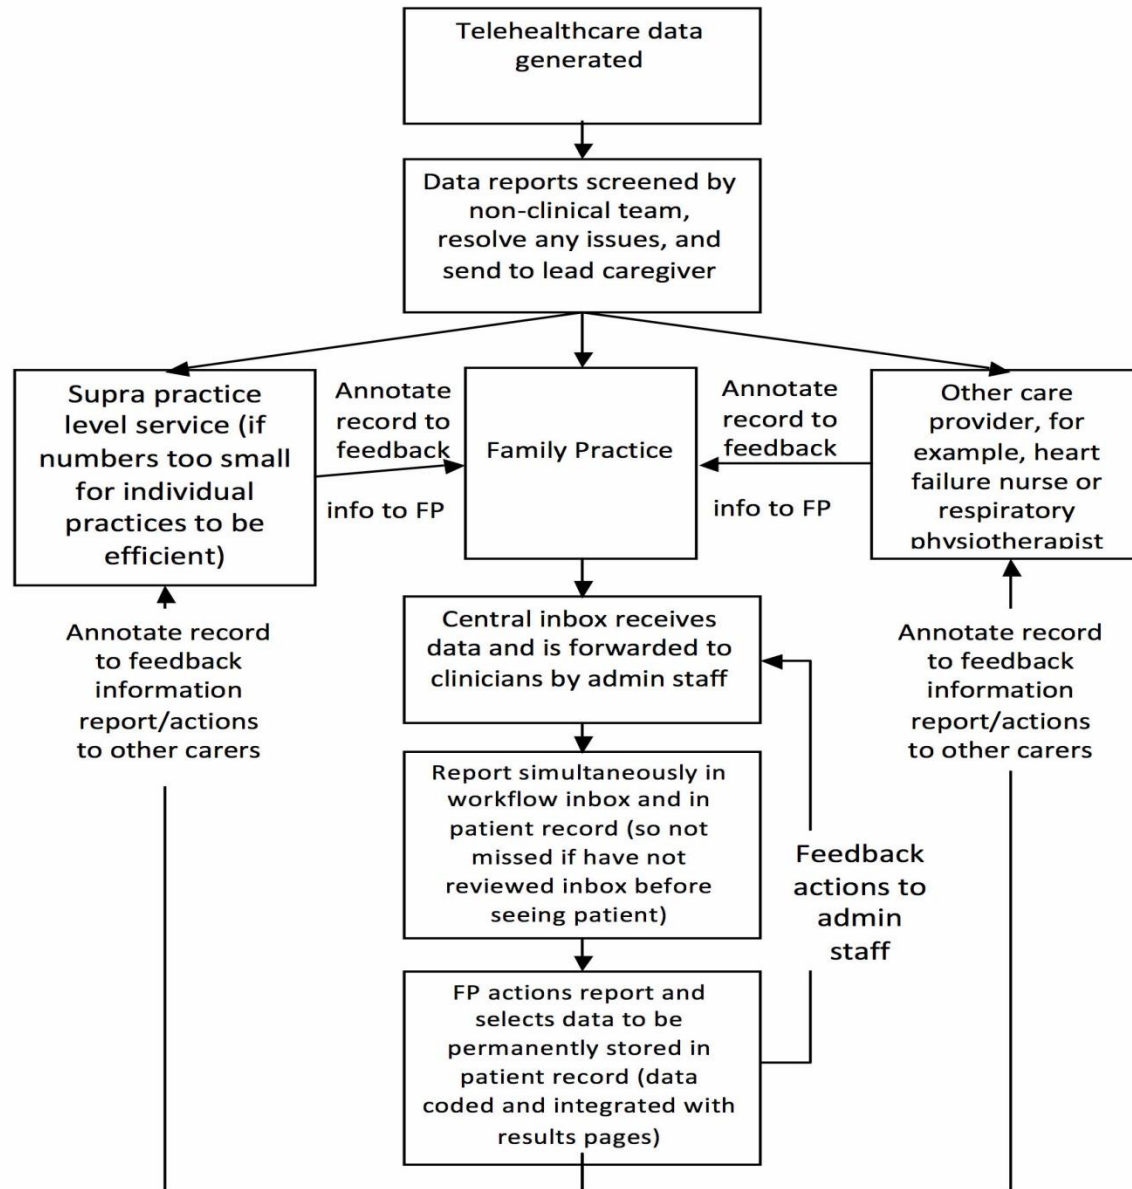 Telehealthcare data
generated
Data reports screened by
non-clinical team,
resolve any issues, and
send to lead caregiver
Supra practice
level service (if
numbers too small
for individual
practices to be
efficient)
Annotate
record to
feedback
info to FP
Family Practice
Annotate
record to
feedback
info to FP
Other care
provider, for
example, heart
failure nurse or
respiratory
physiotherapist
Annotate record
to feedback
information
report/actions
to other carers
Central inbox receives
data and is forwarded to
clinicians by admin staff
Annotate record
to feedback
information
report/actions
to other carers
Report simultaneously in
workflow inbox and in
patient record (so not
missed if have not
reviewed inbox before
seeing patient)
Feedback
actions to
admin
staff
FP actions report and
selects data to be
permanently stored in
patient record (data
coded and integrated with
results pages)